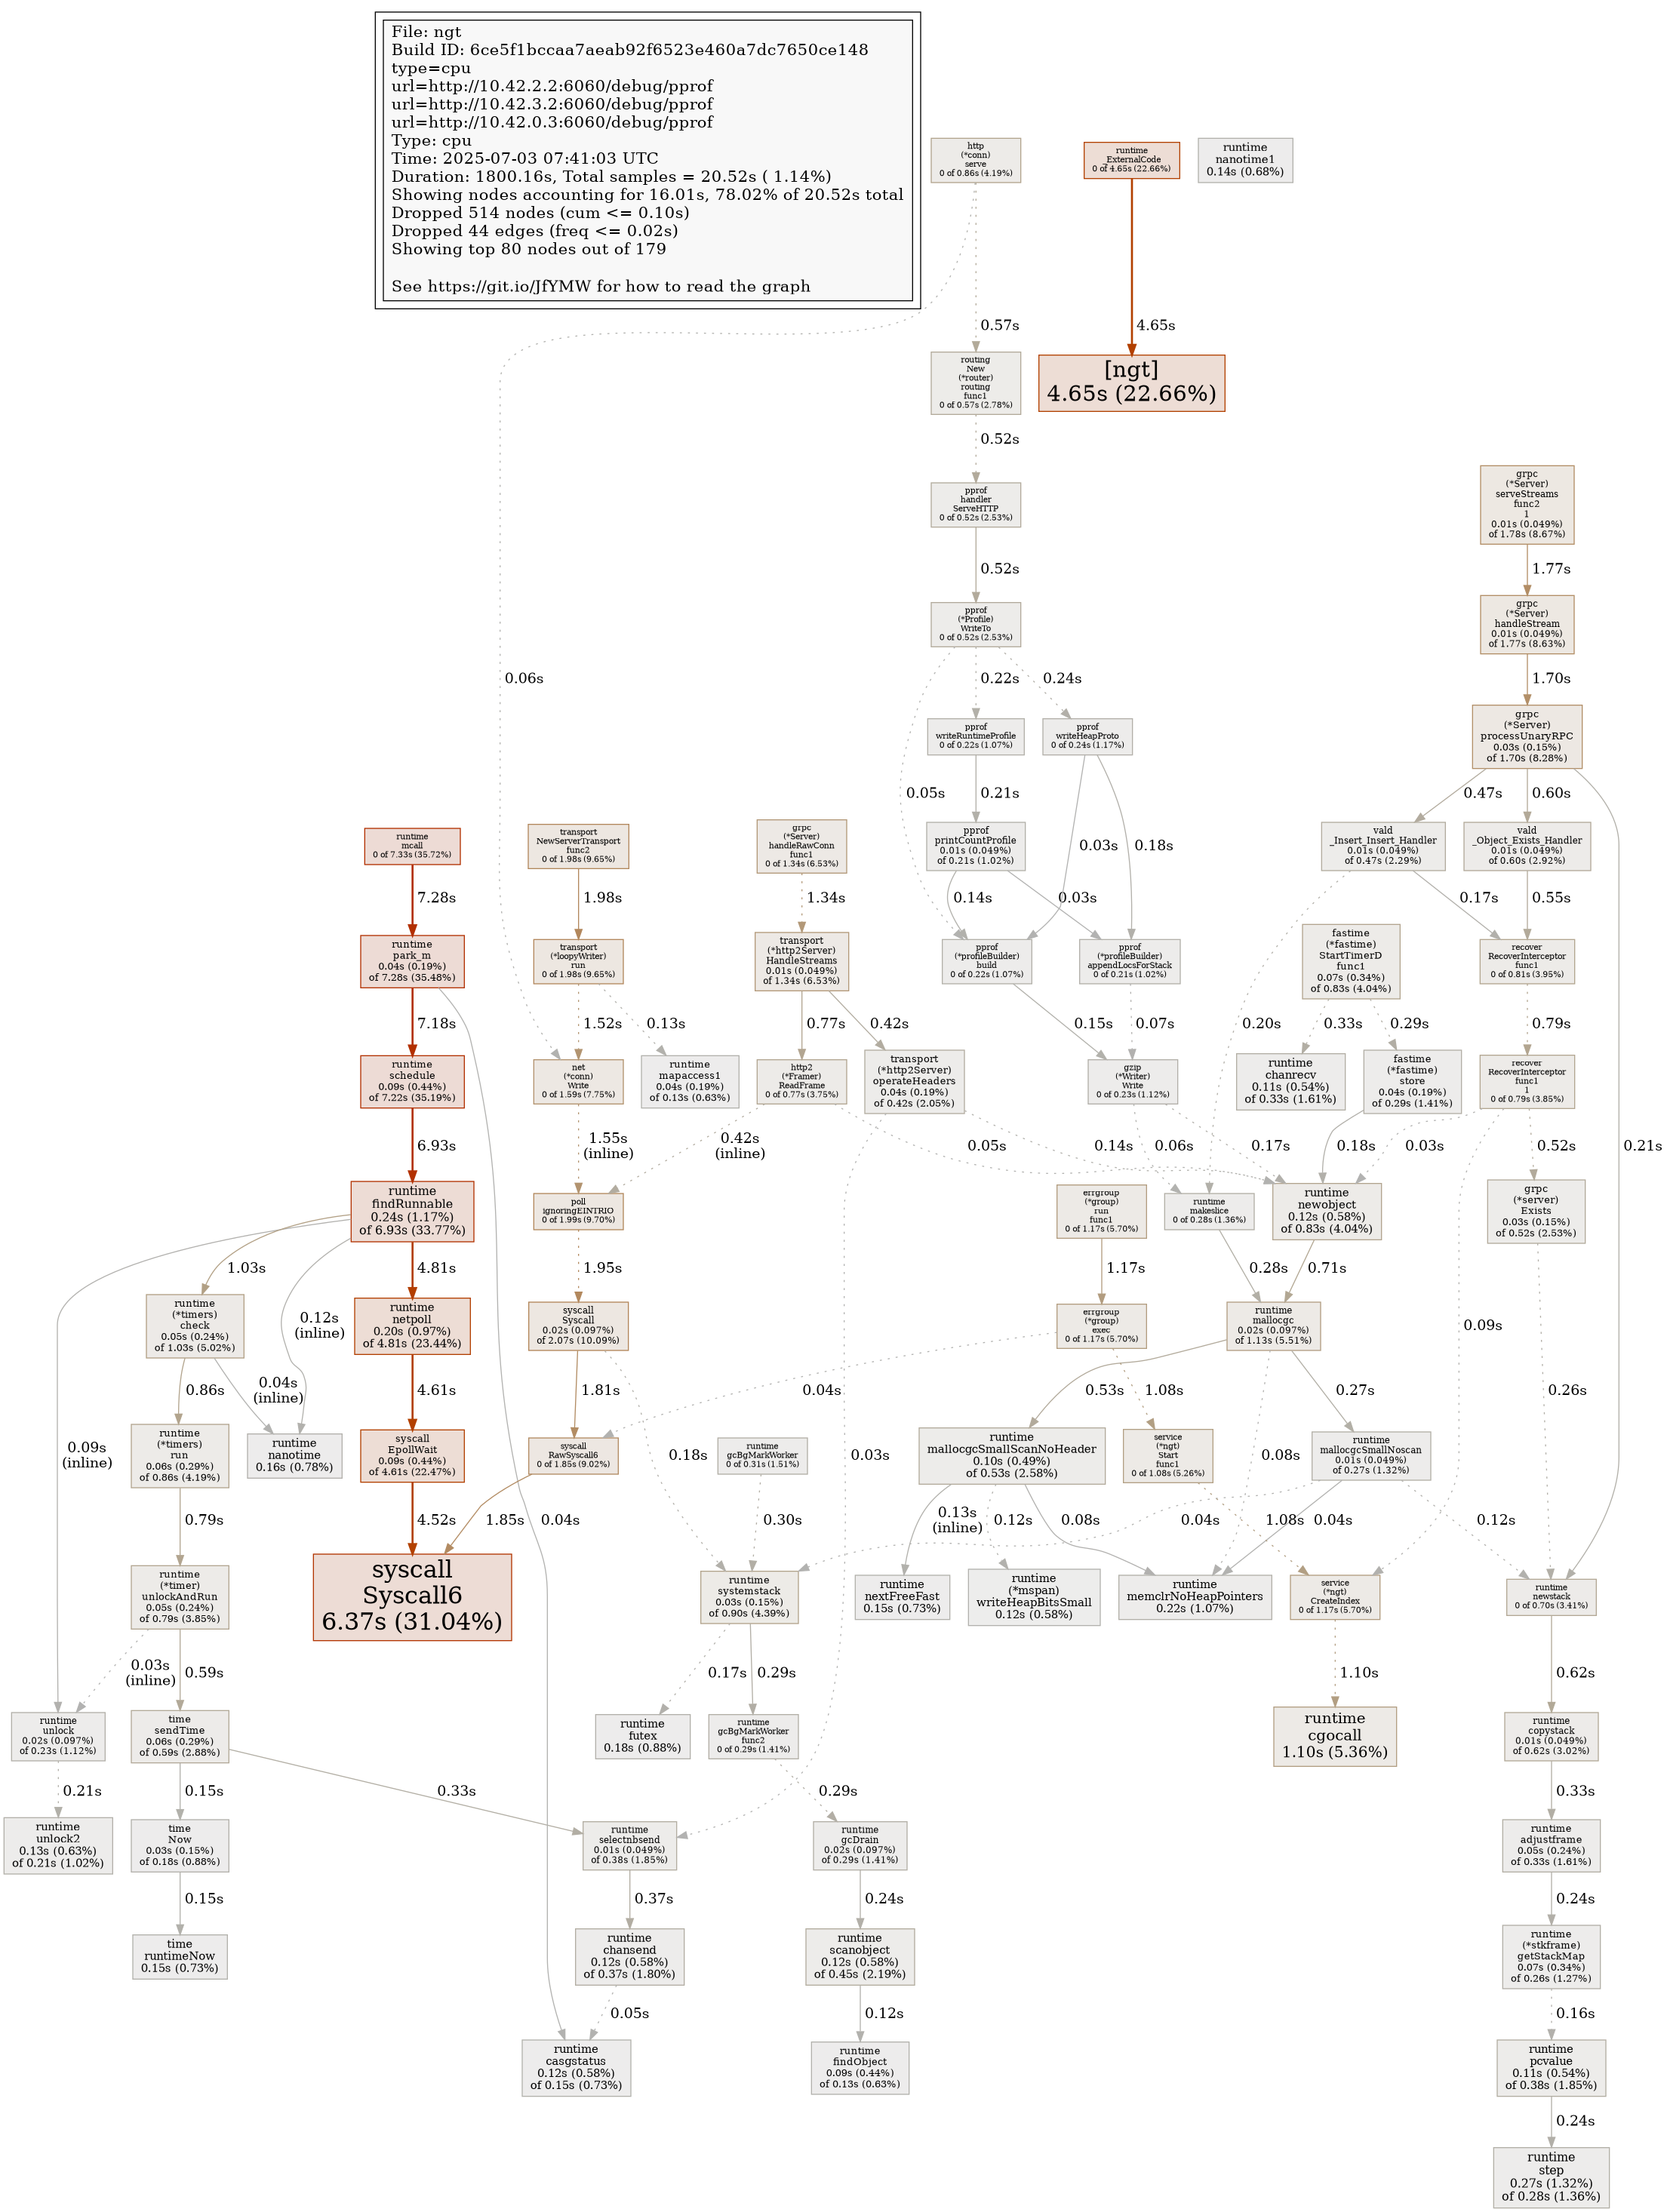 File: ngt
Build ID: 6ce5f1bccaa7aeab92f6523e460a7dc7650ce148
type=cpu
url=http://10.42.2.2:6060/debug/pprof
url=http://10.42.3.2:6060/debug/pprof
url=http://10.42.0.3:6060/debug/pprof
Type: cpu
Time: 2025-07-03 07:41:03 UTC
Duration: 1800.16s, Total samples = 20.52s ( 1.14%)
Showing nodes accounting for 16.01s, 78.02% of 20.52s total
Dropped 514 nodes (cum <= 0.10s)
Dropped 44 edges (freq <= 0.02s)
Showing top 80 nodes out of 179
See https://git.io/JfYMW for how to read the graph
http
(*conn)
serve
0 of 0.86s (4.19%)
runtime
_ExternalCode
0 of 4.65s (22.66%)
runtime
nanotime1
0.14s (0.68%)
0.57s
4.65s
routing
New
(*router)
routing
func1
0 of 0.57s (2.78%)
[ngt]
4.65s (22.66%)
0.52s
pprof
handler
ServeHTTP
0 of 0.52s (2.53%)
grpc
(*Server)
serveStreams
func2
1
0.01s (0.049%)
of 1.78s (8.67%)
0.52s
1.77s
pprof
(*Profile)
WriteTo
0 of 0.52s (2.53%)
grpc
(*Server)
handleStream
0.01s (0.049%)
of 1.77s (8.63%)
0.06s
0.22s
0.24s
1.70s
pprof
writeRuntimeProfile
0 of 0.22s (1.07%)
pprof
writeHeapProto
0 of 0.24s (1.17%)
grpc
(*Server)
processUnaryRPC
0.03s (0.15%)
of 1.70s (8.28%)
0.05s
0.21s
0.47s
0.60s
runtime
mcall
0 of 7.33s (35.72%)
transport
NewServerTransport
func2
0 of 1.98s (9.65%)
grpc
(*Server)
handleRawConn
func1
0 of 1.34s (6.53%)
pprof
printCountProfile
0.01s (0.049%)
of 0.21s (1.02%)
0.03s
0.18s
vald
_Insert_Insert_Handler
0.01s (0.049%)
of 0.47s (2.29%)
vald
_Object_Exists_Handler
0.01s (0.049%)
of 0.60s (2.92%)
7.28s
1.98s
1.34s
0.14s
0.03s
0.17s
0.55s
runtime
park_m
0.04s (0.19%)
of 7.28s (35.48%)
transport
(*loopyWriter)
run
0 of 1.98s (9.65%)
transport
(*http2Server)
HandleStreams
0.01s (0.049%)
of 1.34s (6.53%)
pprof
(*profileBuilder)
build
0 of 0.22s (1.07%)
pprof
(*profileBuilder)
appendLocsForStack
0 of 0.21s (1.02%)
fastime
(*fastime)
StartTimerD
func1
0.07s (0.34%)
of 0.83s (4.04%)
recover
RecoverInterceptor
func1
0 of 0.81s (3.95%)
7.18s
1.52s
0.13s
0.77s
0.42s
0.15s
0.07s
0.20s
0.33s
0.29s
0.79s
runtime
schedule
0.09s (0.44%)
of 7.22s (35.19%)
net
(*conn)
Write
0 of 1.59s (7.75%)
runtime
mapaccess1
0.04s (0.19%)
of 0.13s (0.63%)
http2
(*Framer)
ReadFrame
0 of 0.77s (3.75%)
transport
(*http2Server)
operateHeaders
0.04s (0.19%)
of 0.42s (2.05%)
gzip
(*Writer)
Write
0 of 0.23s (1.12%)
runtime
chanrecv
0.11s (0.54%)
of 0.33s (1.61%)
fastime
(*fastime)
store
0.04s (0.19%)
of 0.29s (1.41%)
recover
RecoverInterceptor
func1
1
0 of 0.79s (3.85%)
6.93s
1.55s
(inline)
0.42s
(inline)
0.05s
0.14s
0.06s
0.17s
0.18s
0.03s
0.52s
0.21s
runtime
findRunnable
0.24s (1.17%)
of 6.93s (33.77%)
poll
ignoringEINTRIO
0 of 1.99s (9.70%)
errgroup
(*group)
run
func1
0 of 1.17s (5.70%)
runtime
makeslice
0 of 0.28s (1.36%)
runtime
newobject
0.12s (0.58%)
of 0.83s (4.04%)
grpc
(*server)
Exists
0.03s (0.15%)
of 0.52s (2.53%)
1.03s
4.81s
1.95s
1.17s
0.28s
0.71s
0.12s
(inline)
0.09s
runtime
(*timers)
check
0.05s (0.24%)
of 1.03s (5.02%)
runtime
netpoll
0.20s (0.97%)
of 4.81s (23.44%)
syscall
Syscall
0.02s (0.097%)
of 2.07s (10.09%)
errgroup
(*group)
exec
0 of 1.17s (5.70%)
runtime
mallocgc
0.02s (0.097%)
of 1.13s (5.51%)
0.86s
0.04s
(inline)
4.61s
1.81s
0.04s
1.08s
0.53s
0.27s
0.26s
0.09s
(inline)
runtime
(*timers)
run
0.06s (0.29%)
of 0.86s (4.19%)
runtime
nanotime
0.16s (0.78%)
syscall
EpollWait
0.09s (0.44%)
of 4.61s (22.47%)
syscall
RawSyscall6
0 of 1.85s (9.02%)
0.18s
runtime
gcBgMarkWorker
0 of 0.31s (1.51%)
0.03s
runtime
mallocgcSmallScanNoHeader
0.10s (0.49%)
of 0.53s (2.58%)
service
(*ngt)
Start
func1
0 of 1.08s (5.26%)
0.08s
runtime
mallocgcSmallNoscan
0.01s (0.049%)
of 0.27s (1.32%)
0.79s
4.52s
1.85s
0.04s
0.30s
0.13s
(inline)
0.12s
0.08s
0.04s
1.08s
0.04s
0.12s
runtime
(*timer)
unlockAndRun
0.05s (0.24%)
of 0.79s (3.85%)
syscall
Syscall6
6.37s (31.04%)
runtime
systemstack
0.03s (0.15%)
of 0.90s (4.39%)
runtime
nextFreeFast
0.15s (0.73%)
runtime
(*mspan)
writeHeapBitsSmall
0.12s (0.58%)
runtime
memclrNoHeapPointers
0.22s (1.07%)
service
(*ngt)
CreateIndex
0 of 1.17s (5.70%)
runtime
newstack
0 of 0.70s (3.41%)
0.03s
(inline)
0.59s
0.17s
0.29s
1.10s
0.62s
runtime
unlock
0.02s (0.097%)
of 0.23s (1.12%)
time
sendTime
0.06s (0.29%)
of 0.59s (2.88%)
runtime
futex
0.18s (0.88%)
runtime
gcBgMarkWorker
func2
0 of 0.29s (1.41%)
runtime
cgocall
1.10s (5.36%)
runtime
copystack
0.01s (0.049%)
of 0.62s (3.02%)
0.21s
0.15s
0.33s
0.29s
0.33s
runtime
unlock2
0.13s (0.63%)
of 0.21s (1.02%)
time
Now
0.03s (0.15%)
of 0.18s (0.88%)
runtime
selectnbsend
0.01s (0.049%)
of 0.38s (1.85%)
runtime
gcDrain
0.02s (0.097%)
of 0.29s (1.41%)
runtime
adjustframe
0.05s (0.24%)
of 0.33s (1.61%)
0.15s
0.37s
0.24s
0.24s
time
runtimeNow
0.15s (0.73%)
runtime
chansend
0.12s (0.58%)
of 0.37s (1.80%)
runtime
scanobject
0.12s (0.58%)
of 0.45s (2.19%)
runtime
(*stkframe)
getStackMap
0.07s (0.34%)
of 0.26s (1.27%)
0.05s
0.12s
0.16s
runtime
casgstatus
0.12s (0.58%)
of 0.15s (0.73%)
runtime
findObject
0.09s (0.44%)
of 0.13s (0.63%)
runtime
pcvalue
0.11s (0.54%)
of 0.38s (1.85%)
0.24s
runtime
step
0.27s (1.32%)
of 0.28s (1.36%)